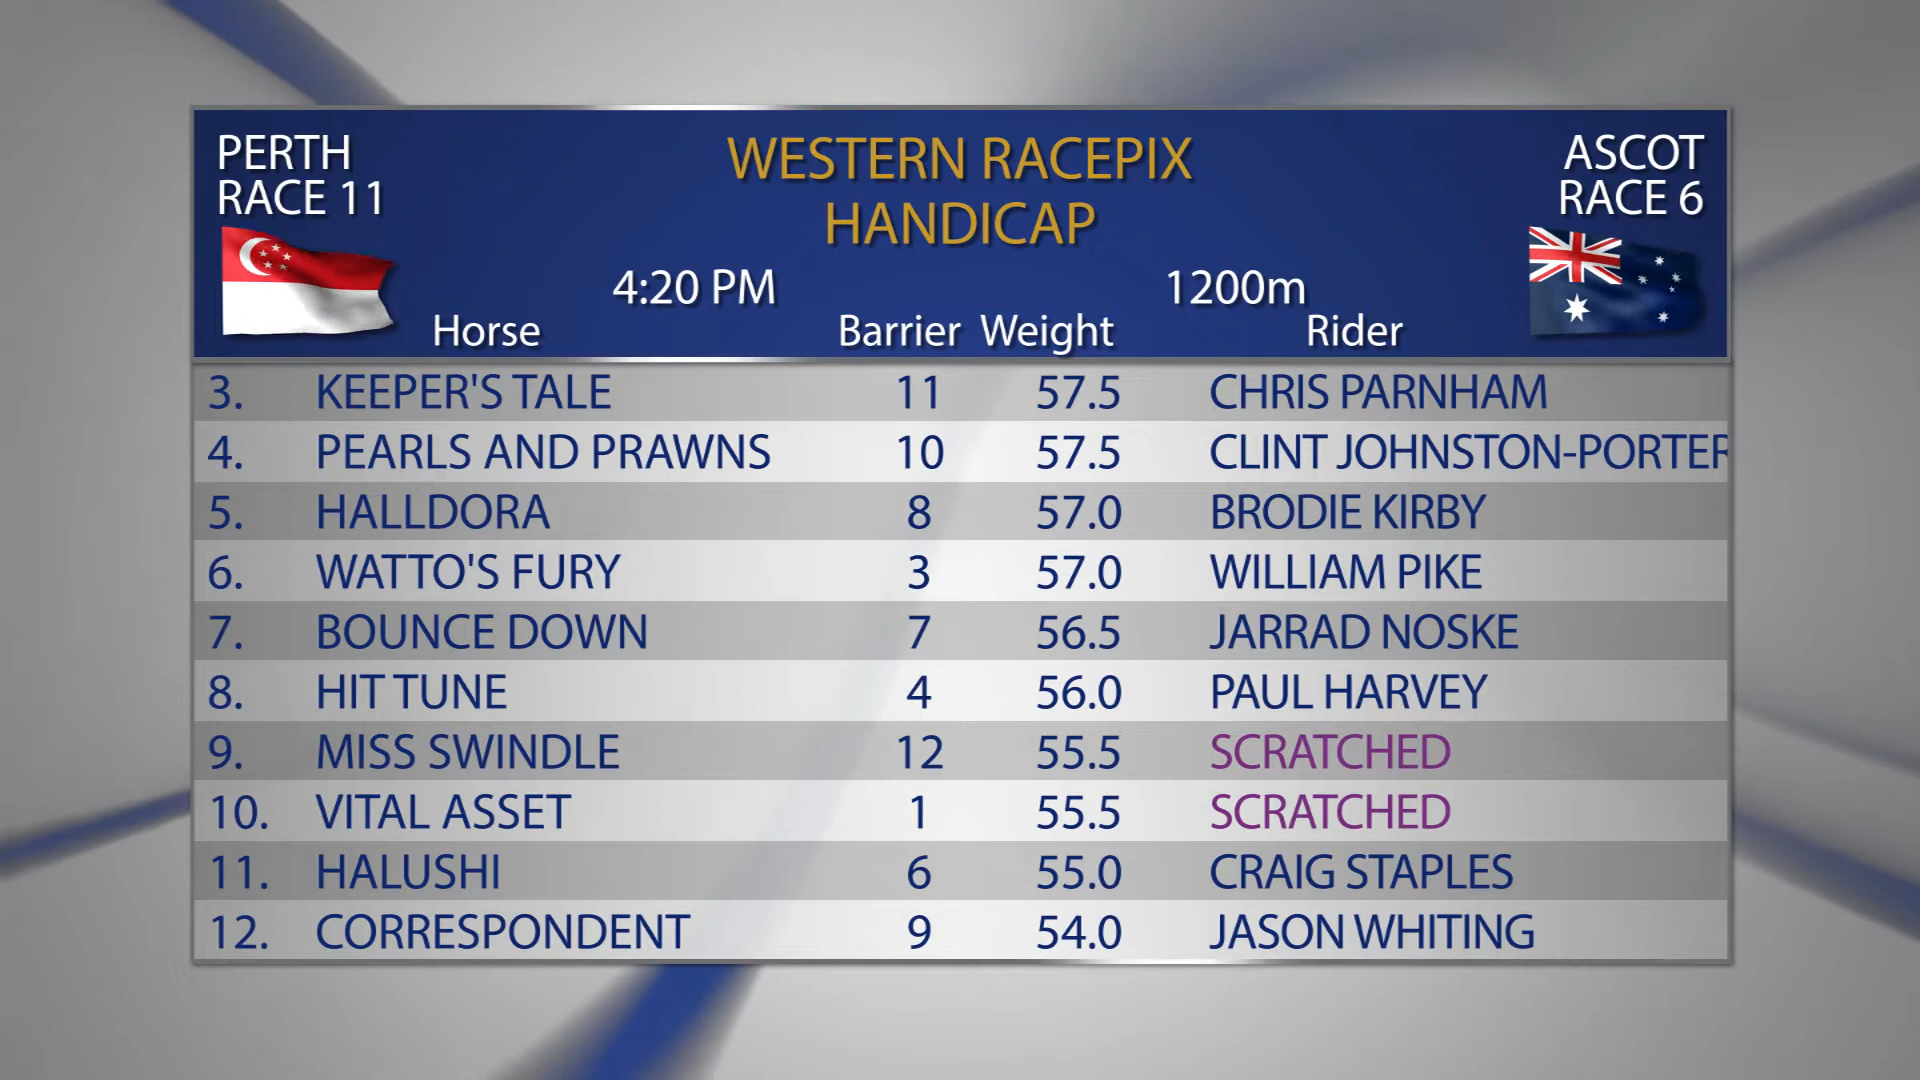 PERTH
RACE 11
WESTERN RACEPIX
HANDICAP
ASCOT
RACE 6
4:20 PM 1200m
Horse Barrier Weight Rider
3. KEEPER'S TALE 11 57.5 CHRIS PARNHAM
4. PEARLS AND PRAWNS 10 57.5 CLINT JOHNSTON-PORTER
5. HALLDORA 8 57.0 BRODIE KIRBY
6. WATTO'S FURY 3 57.0 WILLIAM PIKE
7. BOUNCE DOWN 7 56.5 JARRAD NOSKE
8. HIT TUNE 4 56.0 PAUL HARVEY
9. MISS SWINDLE 12 55.5 SCRATCHED
10. VITAL ASSET 1 55.5 SCRATCHED
11. HALUSHI 6 55.0 CRAIG STAPLES
12. CORRESPONDENT 9 54.0 JASON WHITING